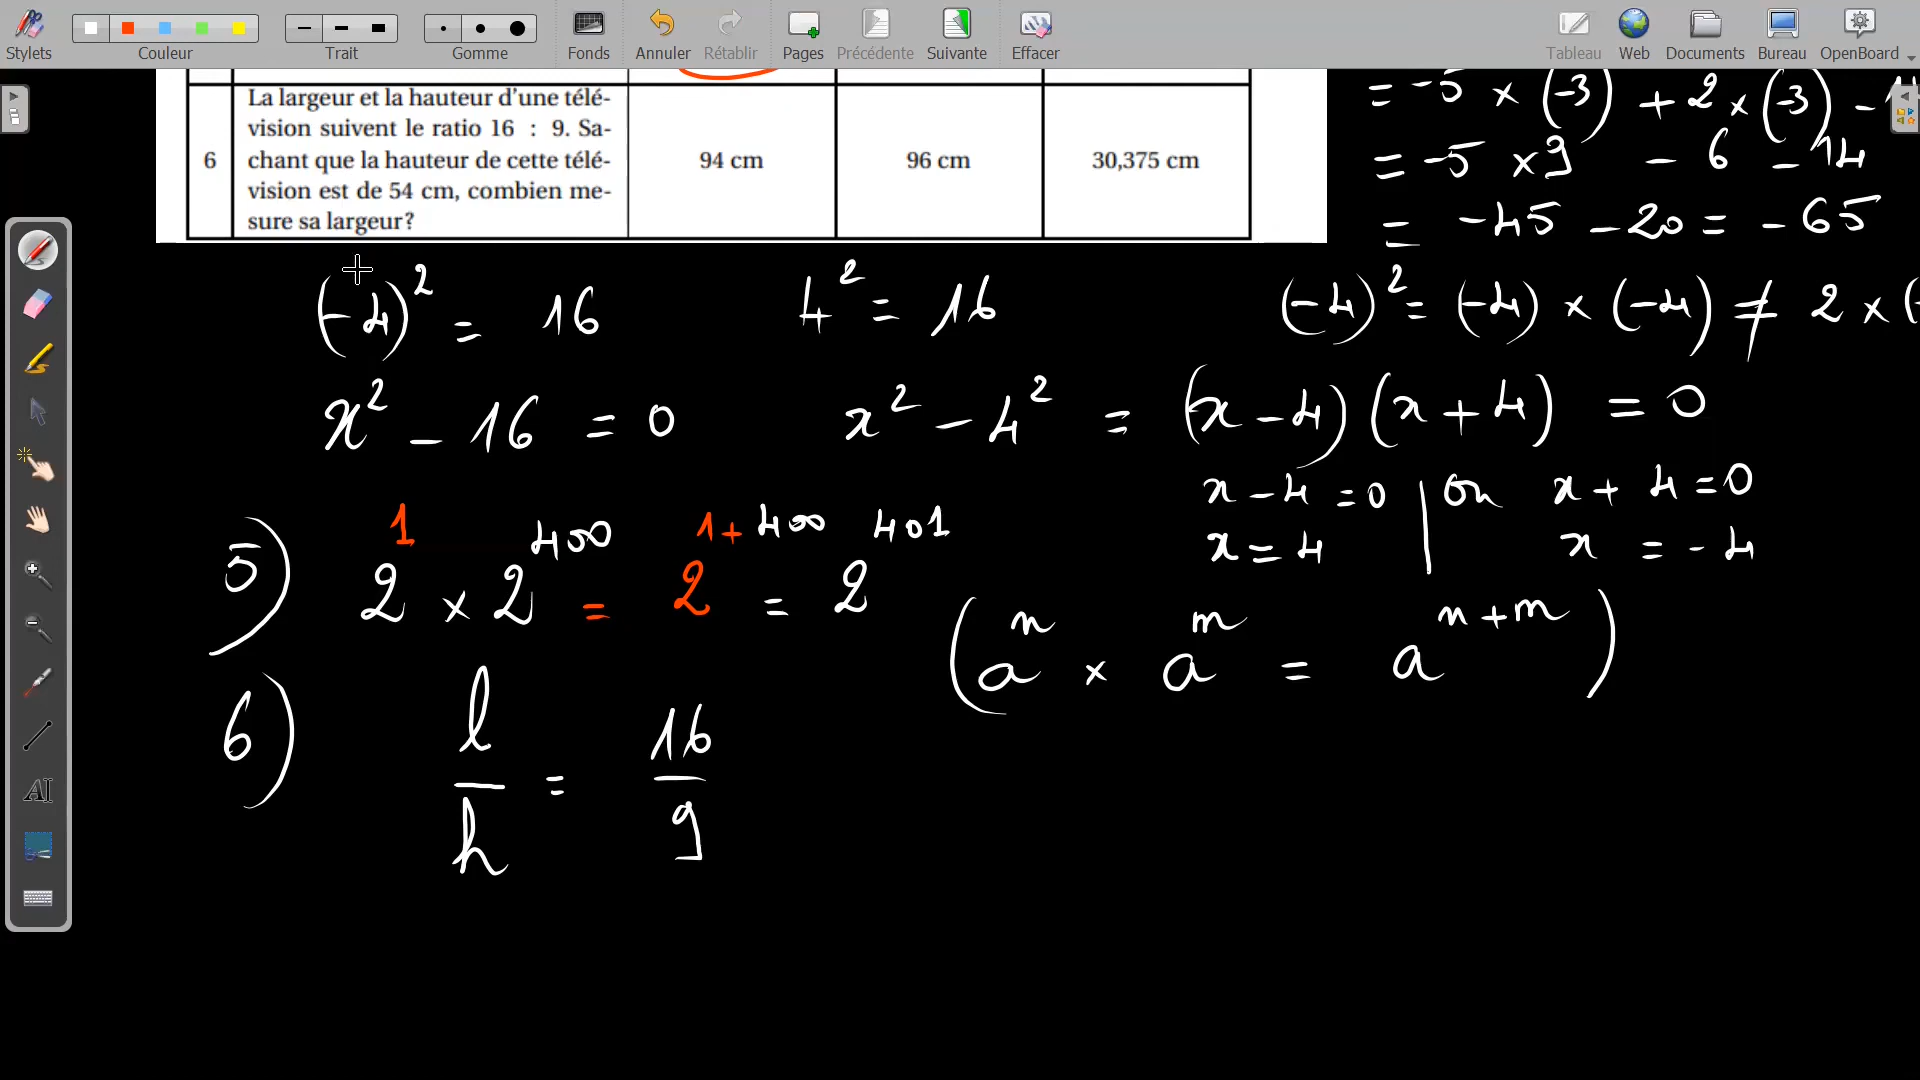 Stylets Couleur Trait Gomme Fonds Annuler Rétablir Pages Précédente Suivante Effacer Tableau Web Documents Bureau OpenBoard
6
La largeur et la hauteur d'une télé-
vision suivent le ratio 16 : 9. Sa-
chant que la hauteur de cette télé-
vision est de 54 cm, combien me-
sure sa largeur?
94 cm
96 cm
30,375 cm
= -5 × (-3) + 2 × (-3) -
= -5 × 9 - 6 - 14
= -45 - 20 = -65
(-4)² = 16
4² = 16
(-4)² = (-4) × (-4) ≠ 2 × (-
x² - 16 = 0
x² - 4² = (x - 4)(x + 4) = 0
x - 4 = 0 | ou x + 4 = 0
x = 4 | x = -4
5) 2¹ × 2⁴⁰⁰ = 2¹⁺⁴⁰⁰ = 2⁴⁰¹
(aⁿ × aᵐ = aⁿ⁺ᵐ)
6) l/h = 16/9
AI